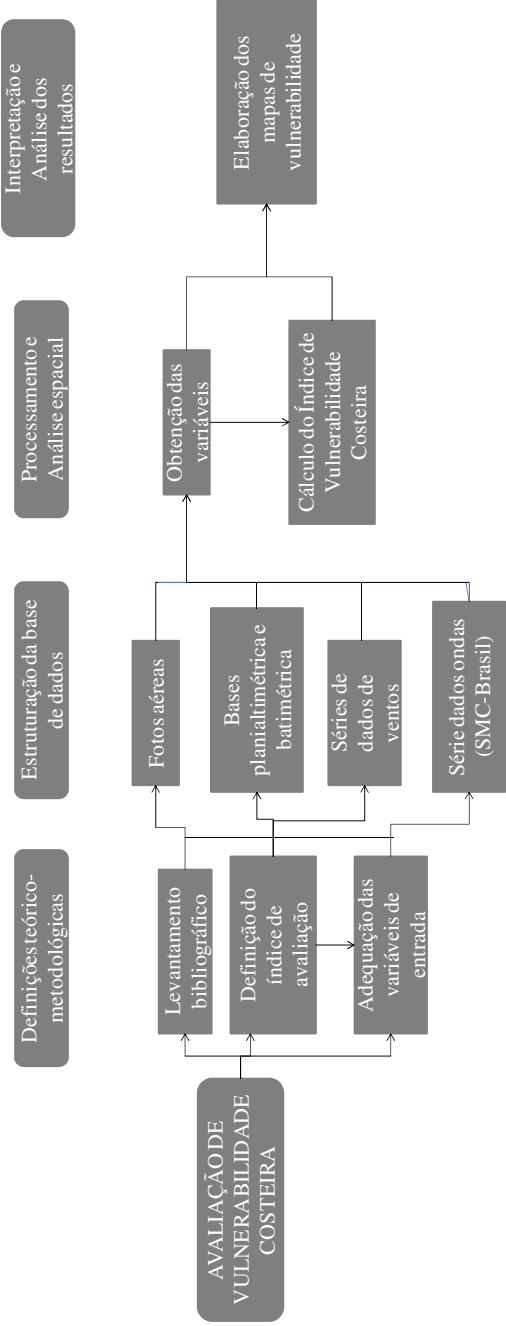 Definições teórico-
metodológicas
Estruturação da base
de dados
Processamento e
Análise espacial
Interpretação e
Análise dos
resultados
AVALIAÇÃO DE
VULNERABILIDADE
COSTEIRA
Levantamento
bibliográfico
Definição do
índice de
avaliação
Adequação das
variáveis de
entrada
Fotos aéreas
Bases
planialtimétrica e
batimétrica
Séries de
dados de
ventos
Série dados ondas
(SMC-Brasil)
Obtenção das
variáveis
Cálculo do Índice de
Vulnerabilidade
Costeira
Elaboração dos
mapas de
vulnerabilidade